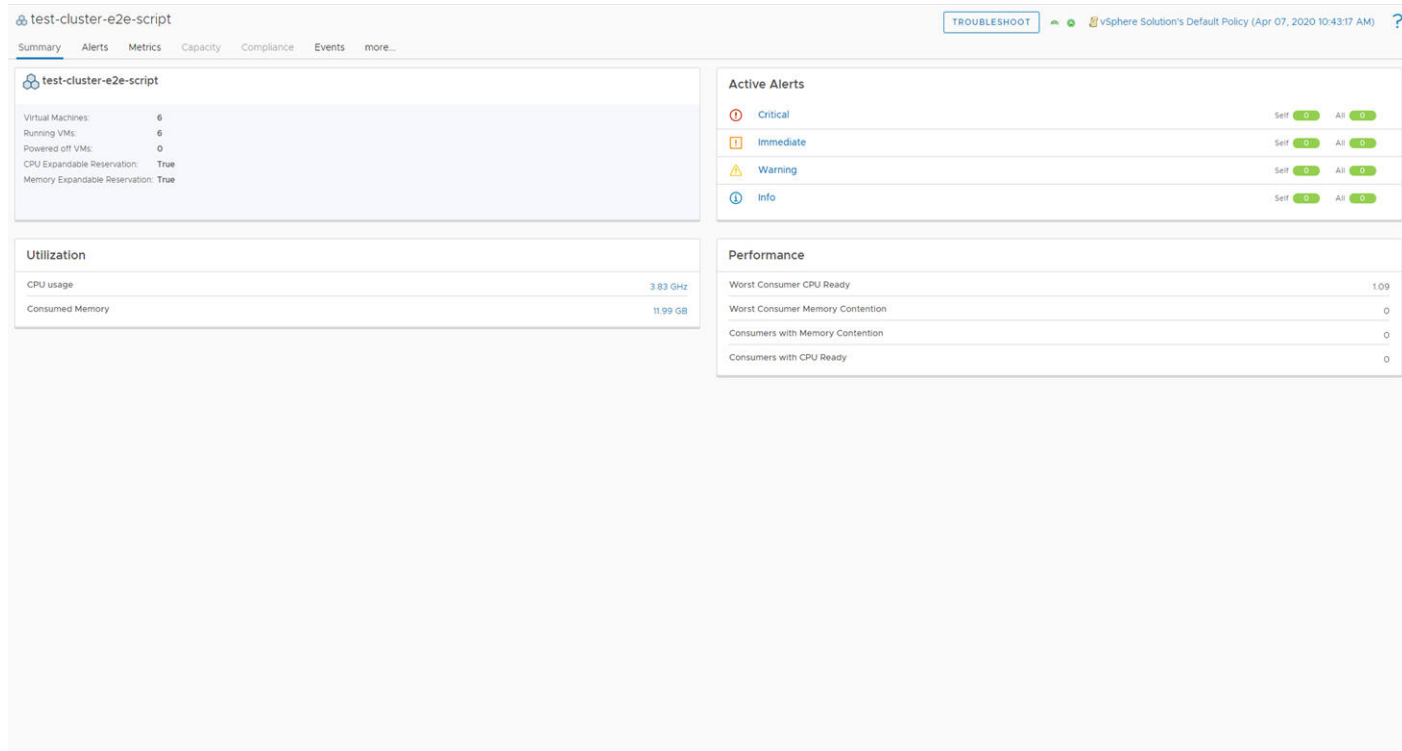 test-cluster-e2e-script
TROUBLESHOOT
vSphere Solution's Default Policy (Apr 07, 2020 10:43:17 AM)
?
Summary Alerts Metrics Capacity Compliance Events more...
test-cluster-e2e-script
Virtual Machines: 6
Running VMs: 6
Powered off VMs: 0
CPU Expandable Reservation: True
Memory Expandable Reservation: True
Active Alerts
Critical Self 0 All 0
Immediate Self 0 All 0
Warning Self 0 All 0
Info Self 0 All 0
Utilization
CPU usage 3.83 GHz
Consumed Memory 11.99 GB
Performance
Worst Consumer CPU Ready 1.09
Worst Consumer Memory Contention 0
Consumers with Memory Contention 0
Consumers with CPU Ready 0